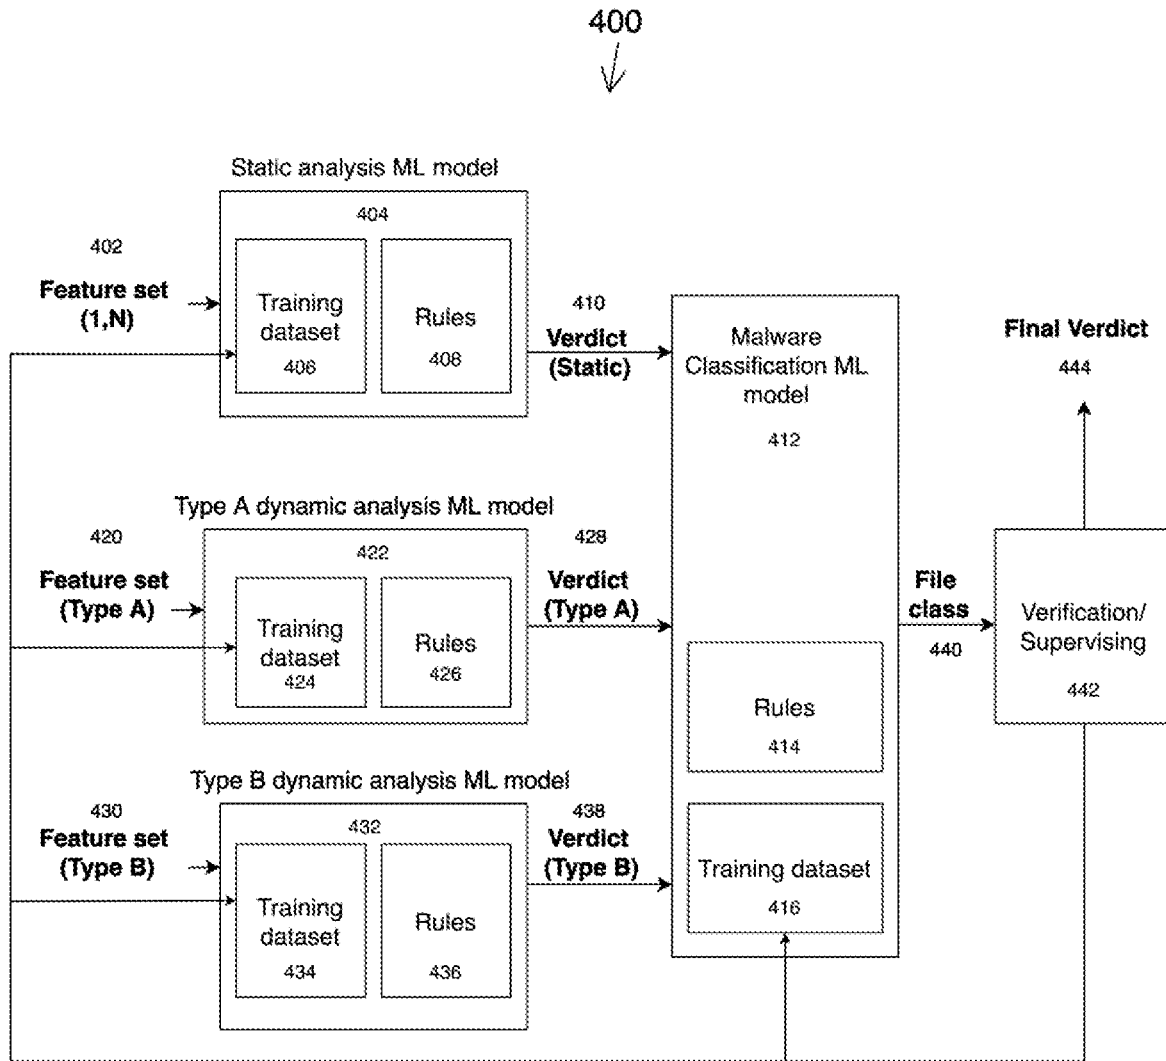 400
Static analysis ML model
404
402
Feature set
(1,N)
Training
dataset
406
Rules
408
410
Verdict
(Static)
Malware
Classification ML
model
412
Final Verdict
444
Type A dynamic analysis ML model
422
420
Feature set
(Type A)
Training
dataset
424
Rules
426
428
Verdict
(Type A)
Rules
414
File
class
440
Verification/
Supervising
442
Type B dynamic analysis ML model
432
430
Feature set
(Type B)
Training
dataset
434
Rules
436
438
Verdict
(Type B)
Training dataset
416